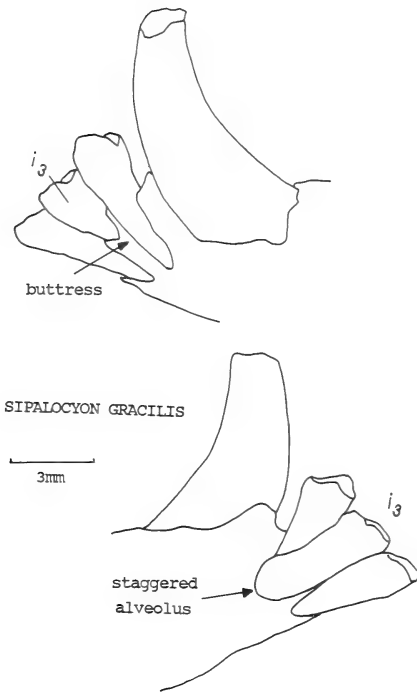 i₃
buttress
SIPALOCYON GRACILIS
3mm
i₃
staggered
alveolus